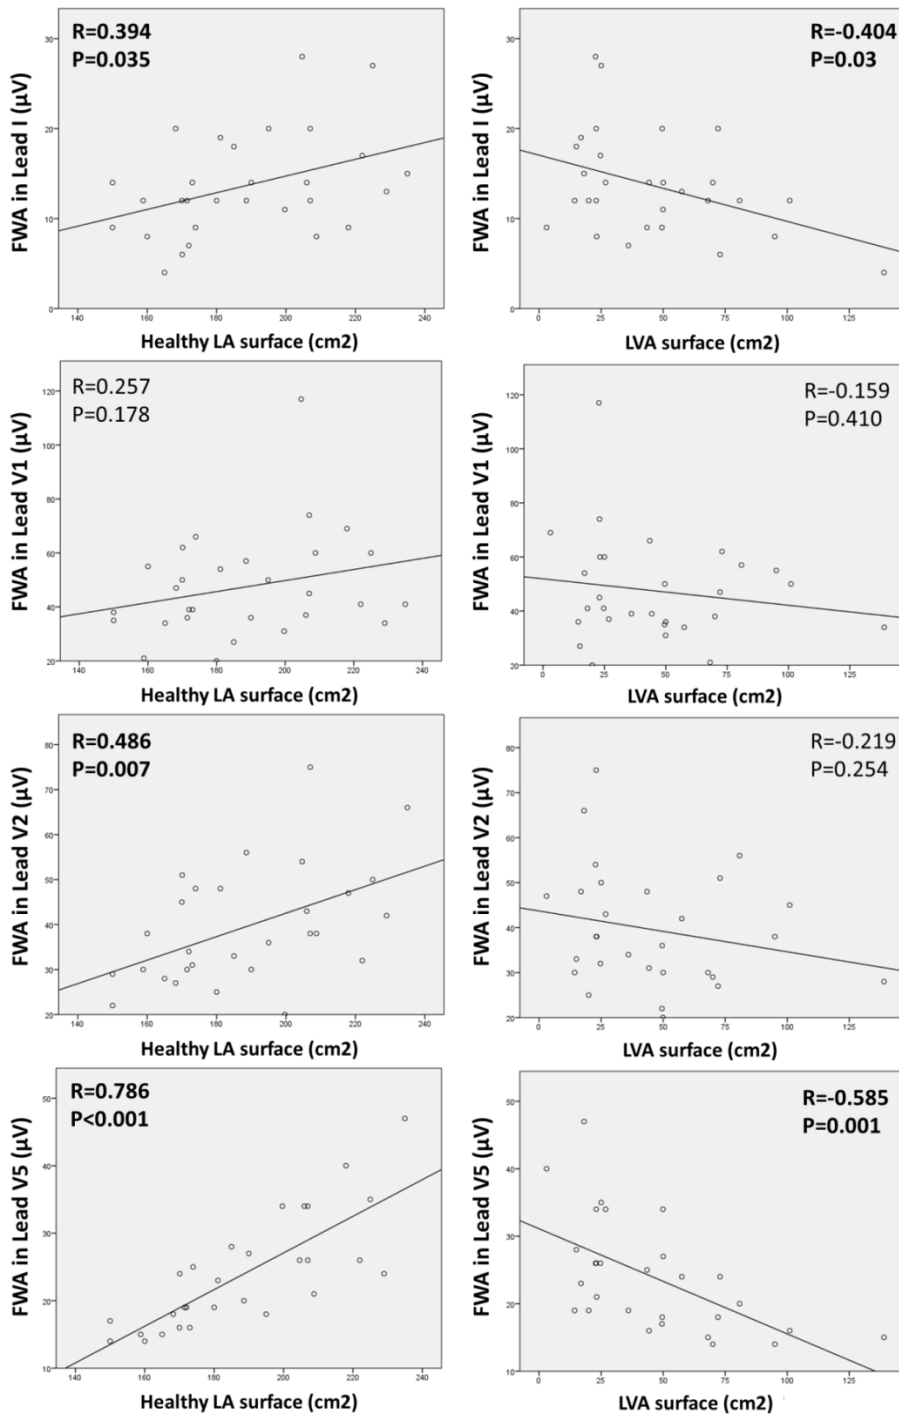 R=0.394
P=0.035
FWA in Lead I (µV)
30
20
10
0
140 160 180 200 220 240
Healthy LA surface (cm2)
R=-0.404
P=0.03
FWA in Lead I (µV)
30
20
10
0
0 25 50 75 100 125
LVA surface (cm2)
R=0.257
P=0.178
FWA in Lead V1 (µV)
120
100
80
60
40
20
140 160 180 200 220 240
Healthy LA surface (cm2)
R=-0.159
P=0.410
FWA in Lead V1 (µV)
120
100
80
60
40
20
0 25 50 75 100 125
LVA surface (cm2)
R=0.486
P=0.007
FWA in Lead V2 (µV)
80
70
60
50
40
30
20
140 160 180 200 220 240
Healthy LA surface (cm2)
R=-0.219
P=0.254
FWA in Lead V2 (µV)
80
70
60
50
40
30
20
0 25 50 75 100 125
LVA surface (cm2)
R=0.786
P<0.001
FWA in Lead V5 (µV)
50
40
30
20
10
140 160 180 200 220 240
Healthy LA surface (cm2)
R=-0.585
P=0.001
FWA in Lead V5 (µV)
50
40
30
20
10
0 25 50 75 100 125
LVA surface (cm2)